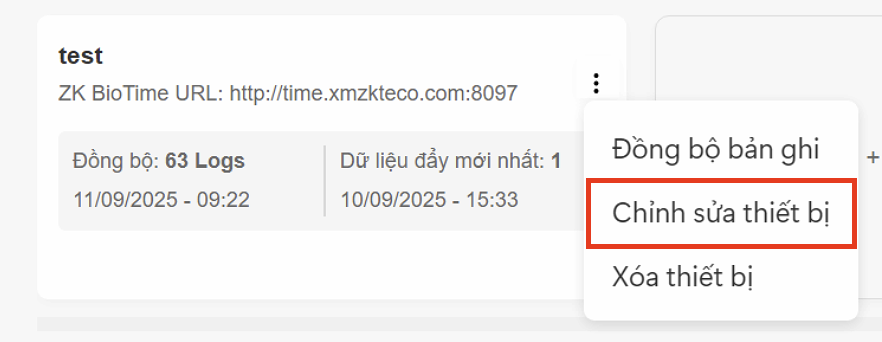 test
ZK BioTime URL: http://time.xmzkteco.com:8097
Đồng bộ: 63 Logs
11/09/2025 - 09:22
Dữ liệu đẩy mới nhất: 1
10/09/2025 - 15:33
Đồng bộ bản ghi
Chỉnh sửa thiết bị
Xóa thiết bị
+